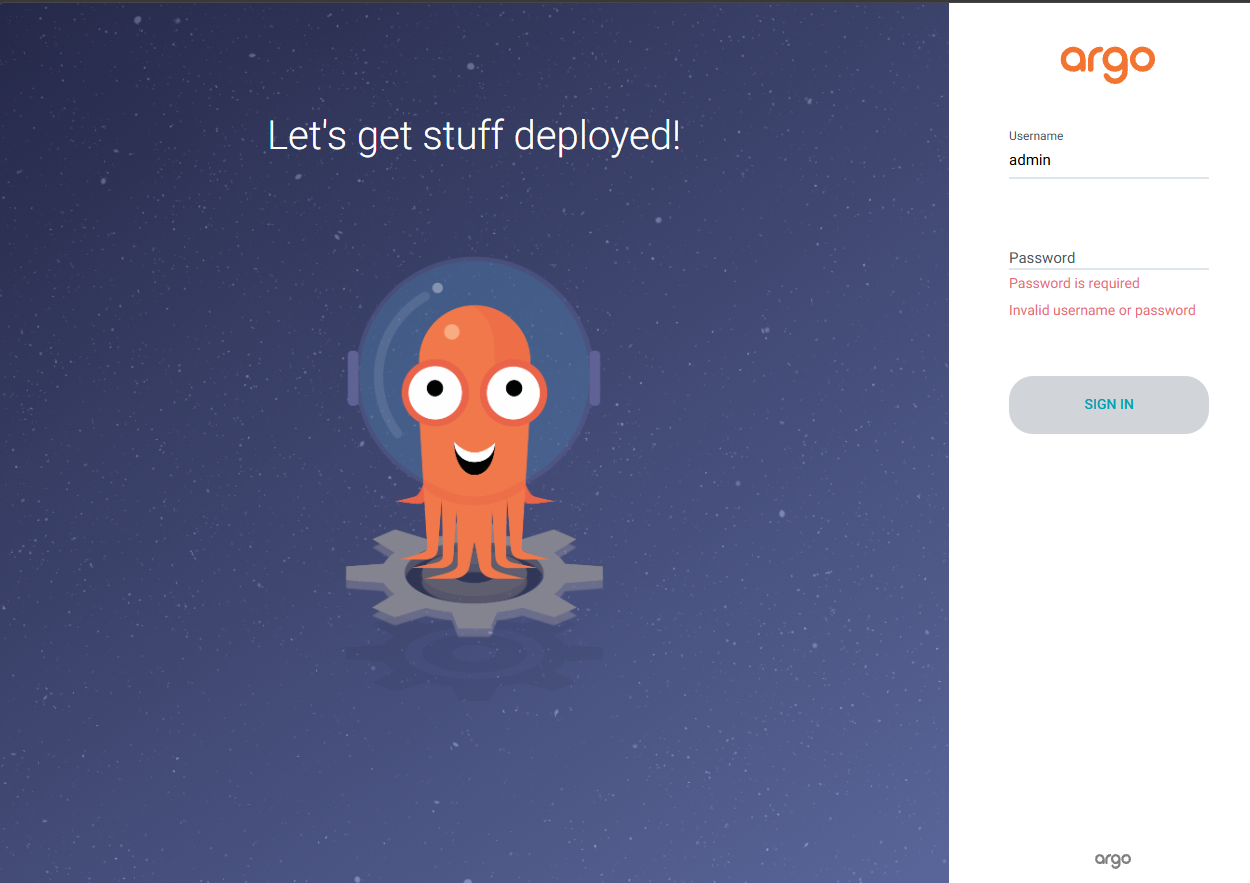 Let's get stuff deployed!
argo
Username
admin
Password
Password is required
Invalid username or password
SIGN IN
argo